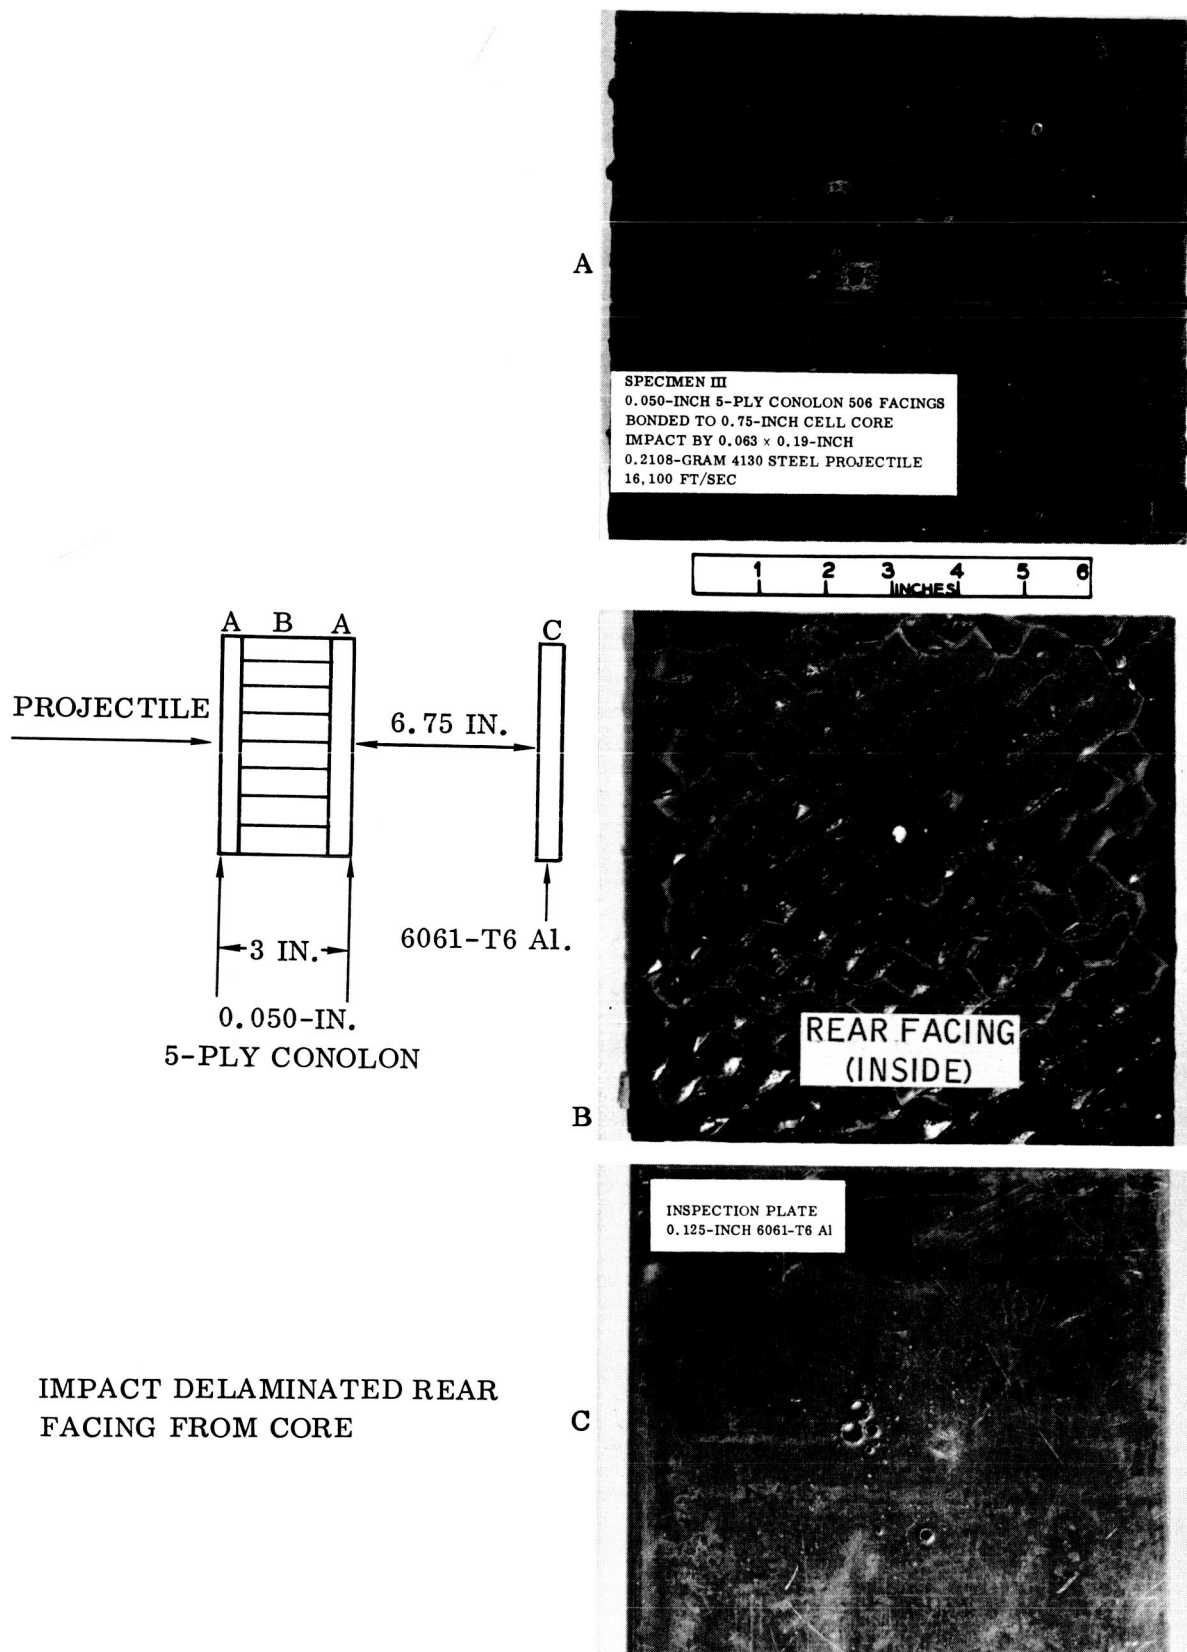 A
SPECIMEN III
0.050-INCH 5-PLY CONOLON 506 FACINGS
BONDED TO 0.75-INCH CELL CORE
IMPACT BY 0.063 × 0.19-INCH
0.2108-GRAM 4130 STEEL PROJECTILE
16,100 FT/SEC
1 2 3 4 5 6
INCHES
A B A C
PROJECTILE
6.75 IN.
3 IN.
6061-T6 Al.
0.050-IN.
5-PLY CONOLON
REAR FACING
(INSIDE)
B
INSPECTION PLATE
0.125-INCH 6061-T6 Al
IMPACT DELAMINATED REAR
FACING FROM CORE
C